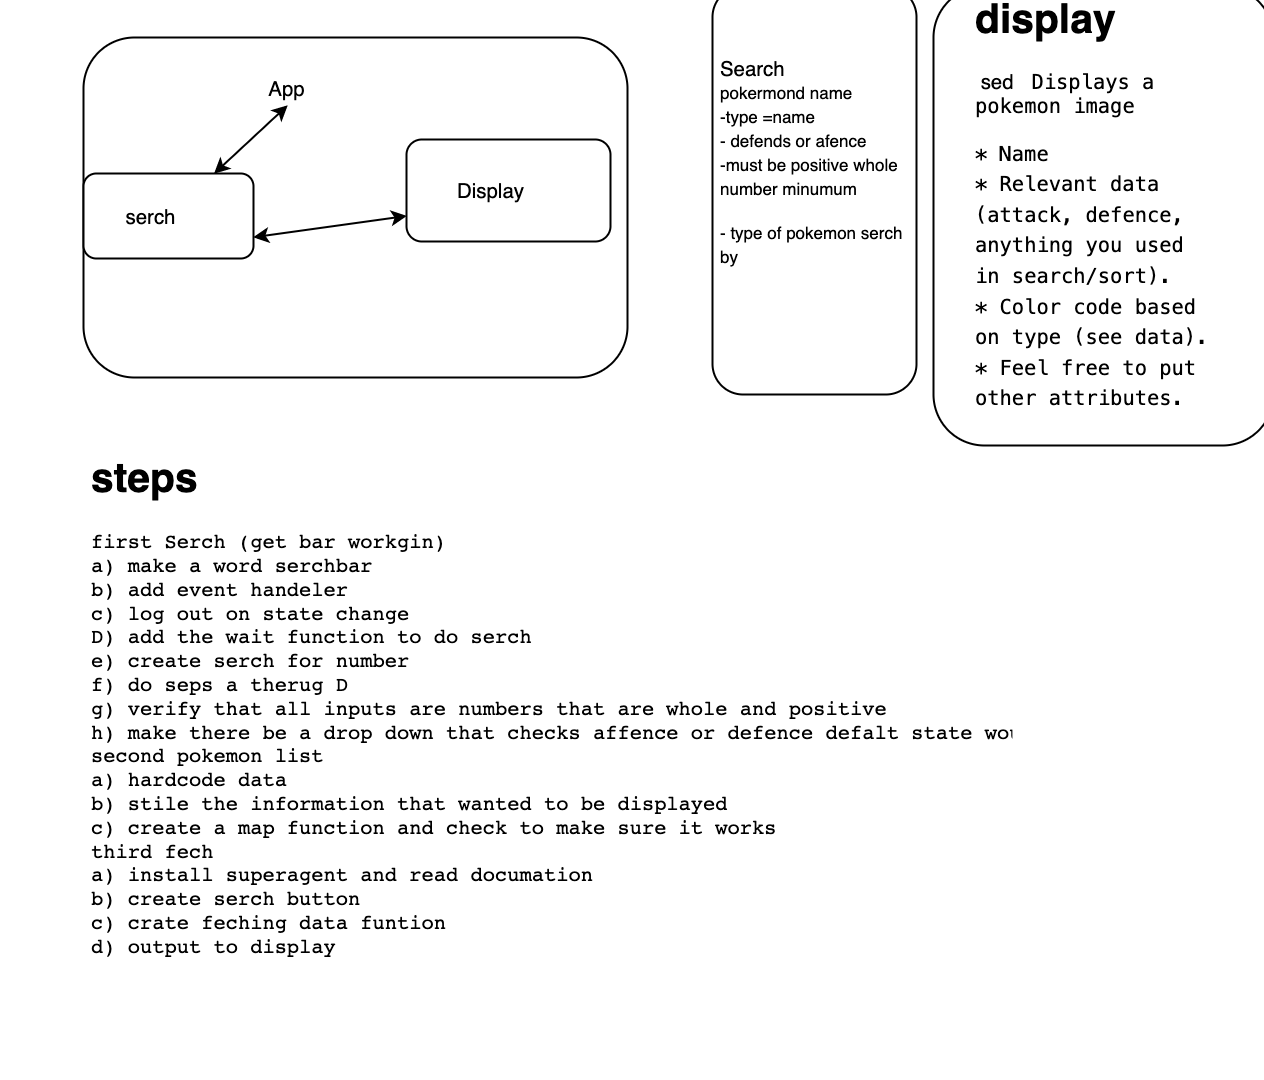 App
serch
Display
Search
pokermond name
-type =name
- defends or afence
-must be positive whole
number minumum
- type of pokemon serch
by
display
sed Displays a
pokemon image
* Name
* Relevant data
(attack, defence,
anything you used
in search/sort).
* Color code based
on type (see data).
* Feel free to put
other attributes.
steps
first Serch (get bar workgin)
a) make a word serchbar
b) add event handeler
c) log out on state change
D) add the wait function to do serch
e) create serch for number
f) do seps a therug D
g) verify that all inputs are numbers that are whole and positive
h) make there be a drop down that checks affence or defence defalt state
second pokemon list
a) hardcode data
b) stile the information that wanted to be displayed
c) create a map function and check to make sure it works
third fech
a) install superagent and read documation
b) create serch button
c) crate feching data funtion
d) output to display